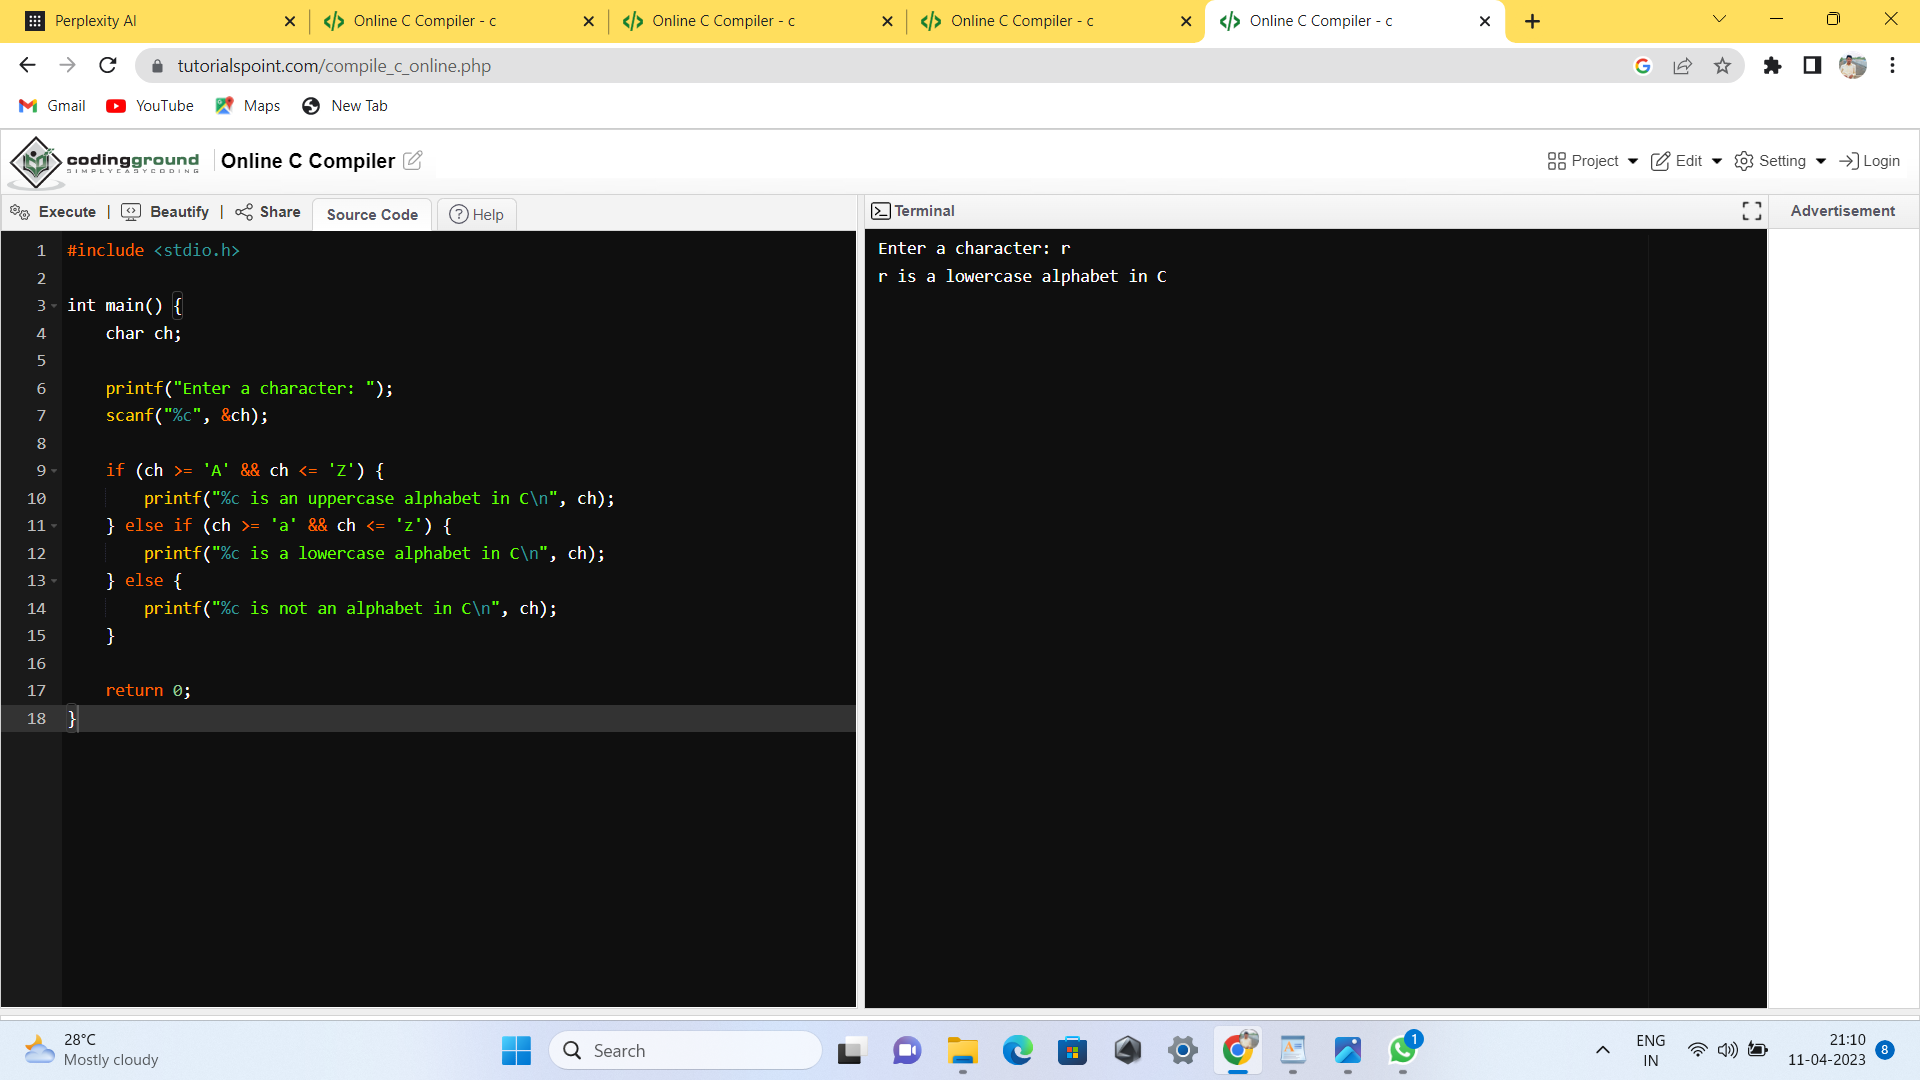 Perplexity AI
Online C Compiler - c
Online C Compiler - c
Online C Compiler - c
Online C Compiler - c
tutorialspoint.com/compile_c_online.php
Gmail YouTube Maps New Tab
codingground
SIMPLYEASYCODING
Online C Compiler
Project Edit Setting Login
Execute | Beautify | Share Source Code Help
Terminal
Advertisement
1 #include <stdio.h>
2
3 int main() {
4     char ch;
5
6     printf("Enter a character: ");
7     scanf("%c", &ch);
8
9     if (ch >= 'A' && ch <= 'Z') {
10         printf("%c is an uppercase alphabet in C\n", ch);
11     } else if (ch >= 'a' && ch <= 'z') {
12         printf("%c is a lowercase alphabet in C\n", ch);
13     } else {
14         printf("%c is not an alphabet in C\n", ch);
15     }
16
17     return 0;
18 }
Enter a character: r
r is a lowercase alphabet in C
28°C
Mostly cloudy
Search
1
ENG
IN
21:10
11-04-2023
8